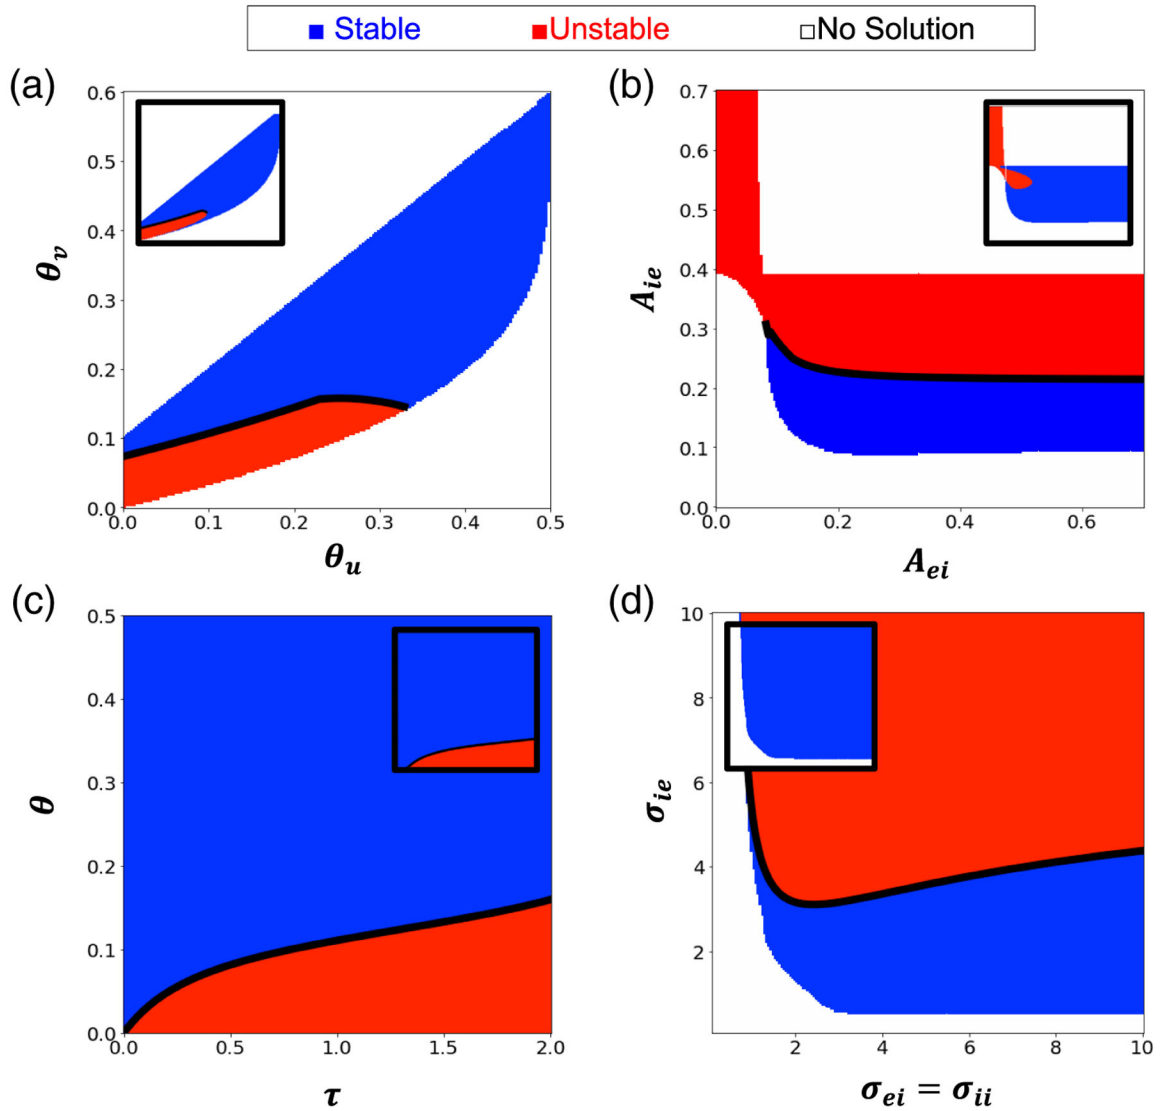 Stable Unstable No Solution
(a) (b)
0.6 0.5 0.4 0.3 0.2 0.1 0.0
θv
0.0 0.1 0.2 0.3 0.4 0.5
θu
0.7 0.6 0.5 0.4 0.3 0.2 0.1 0.0
Aie
0.0 0.2 0.4 0.6
Aei
(c) (d)
0.5 0.4 0.3 0.2 0.1 0.0
θ
0.0 0.5 1.0 1.5 2.0
τ
10 8 6 4 2
σie
2 4 6 8 10
σei = σii